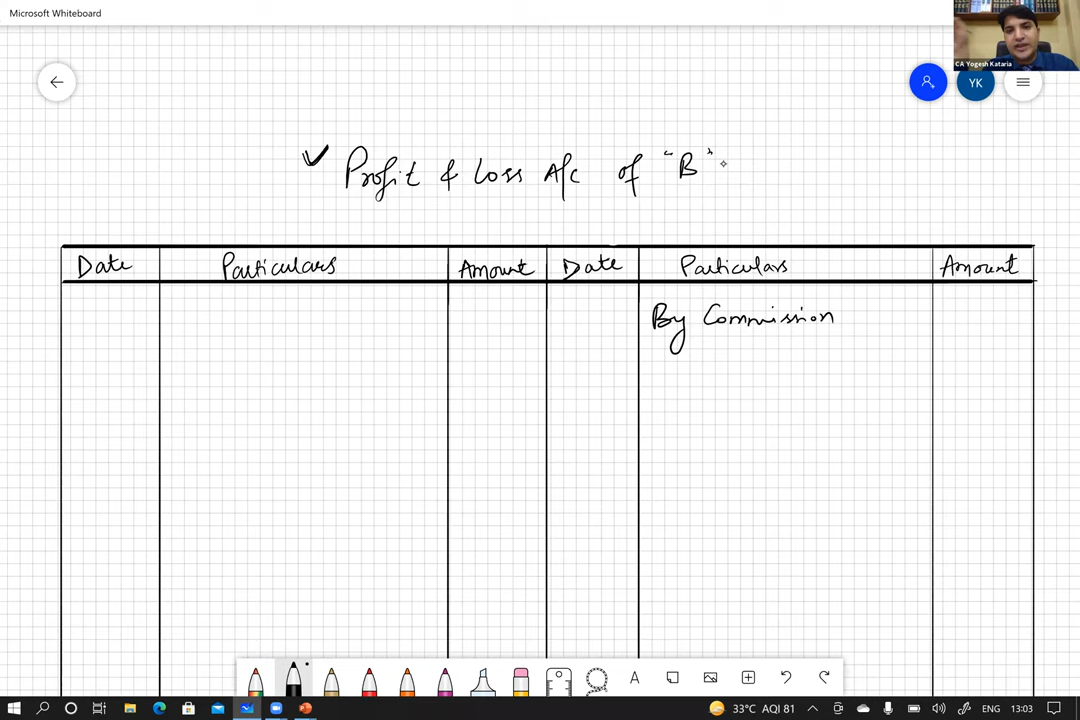 Microsoft Whiteboard
CA Yogesh Kataria
YK
Profit & Loss A/c of "B"
Date Particulars Amount Date Particulars Amount
By Commission
A
33°C AQI 81 ENG 13:03